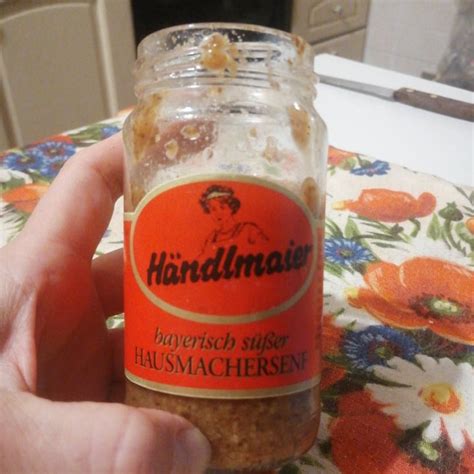 Händlmaier
bayerisch süßer
HAUSMACHERSENF